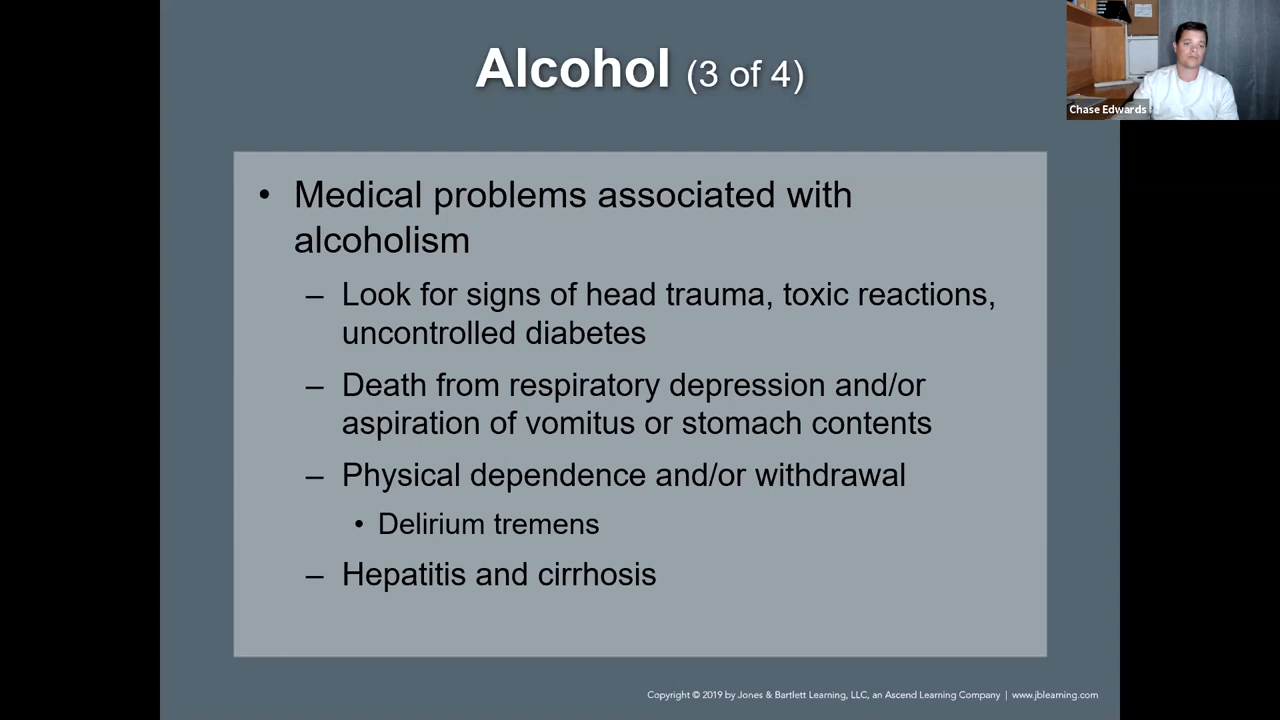 Alcohol (3 of 4)
Chase Edwards
• Medical problems associated with
alcoholism
– Look for signs of head trauma, toxic reactions,
uncontrolled diabetes
– Death from respiratory depression and/or
aspiration of vomitus or stomach contents
– Physical dependence and/or withdrawal
• Delirium tremens
– Hepatitis and cirrhosis
Copyright © 2019 by Jones & Bartlett Learning, LLC, an Ascend Learning Company | www.jblearning.com